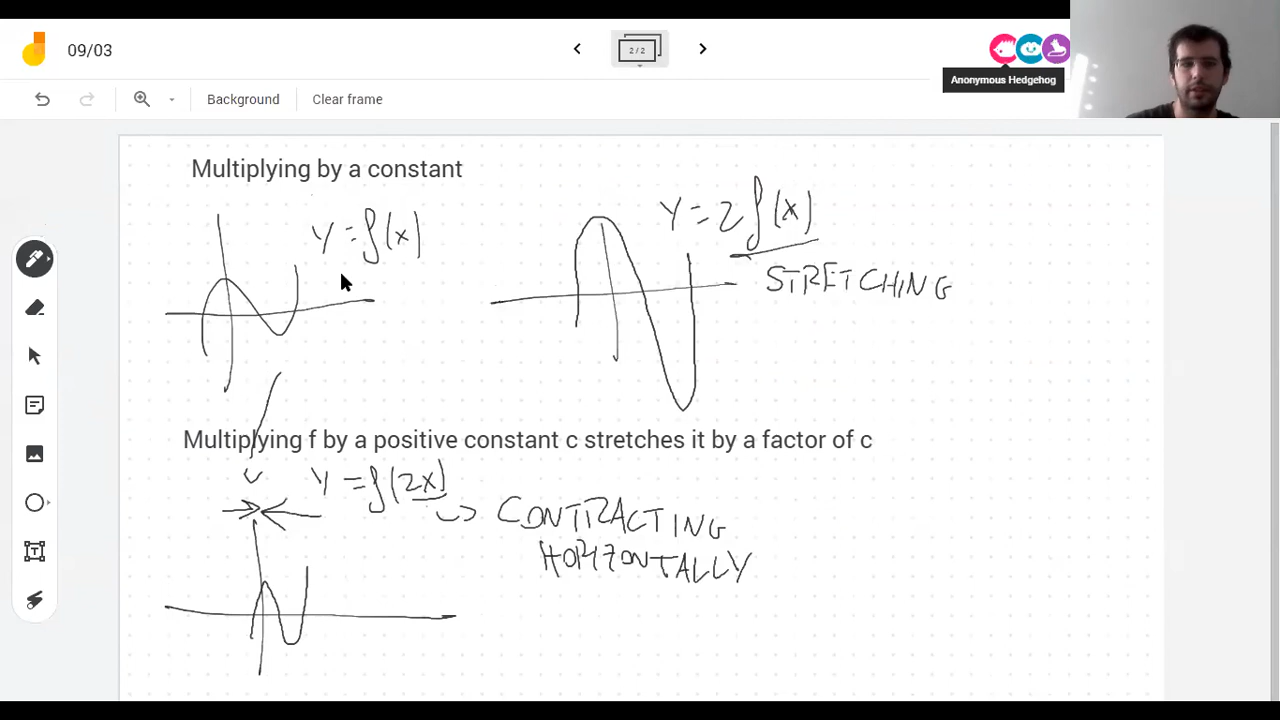 09/03
2/2
Anonymous Hedgehog
Background
Clear frame
Multiplying by a constant
Y = f(x)
Y = 2f(x)
STRETCHING
Multiplying f by a positive constant c stretches it by a factor of c
Y = f(2x)
CONTRACTING
HORIZONTALLY